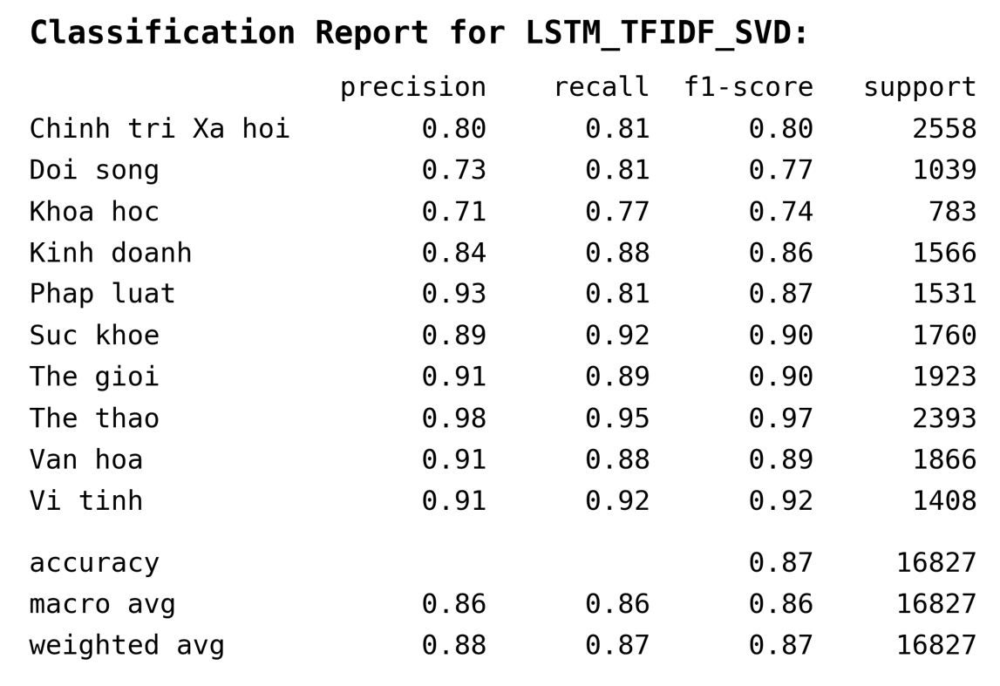 Classification Report for LSTM_TFIDF_SVD:
precision recall f1-score support
Chinh tri Xa hoi 0.80 0.81 0.80 2558
Doi song 0.73 0.81 0.77 1039
Khoa hoc 0.71 0.77 0.74 783
Kinh doanh 0.84 0.88 0.86 1566
Phap luat 0.93 0.81 0.87 1531
Suc khoe 0.89 0.92 0.90 1760
The gioi 0.91 0.89 0.90 1923
The thao 0.98 0.95 0.97 2393
Van hoa 0.91 0.88 0.89 1866
Vi tinh 0.91 0.92 0.92 1408
accuracy 0.87 16827
macro avg 0.86 0.86 0.86 16827
weighted avg 0.88 0.87 0.87 16827